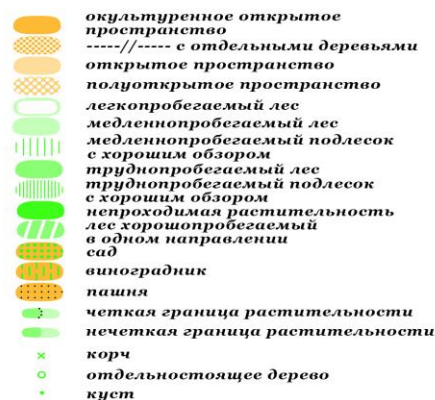 окультуренное открытое
пространство
-----//----- с отдельными деревьями
открытое пространство
полуоткрытое пространство
легкопробегаемый лес
медленнопробегаемый лес
медленнопробегаемый подлесок
с хорошим обзором
труднопробегаемый лес
труднопробегаемый подлесок
с хорошим обзором
непроходимая растительность
лес хорошопробегаемый
в одном направлении
сад
виноградник
пашня
четкая граница растительности
нечеткая граница растительности
корч
отдельностоящее дерево
куст